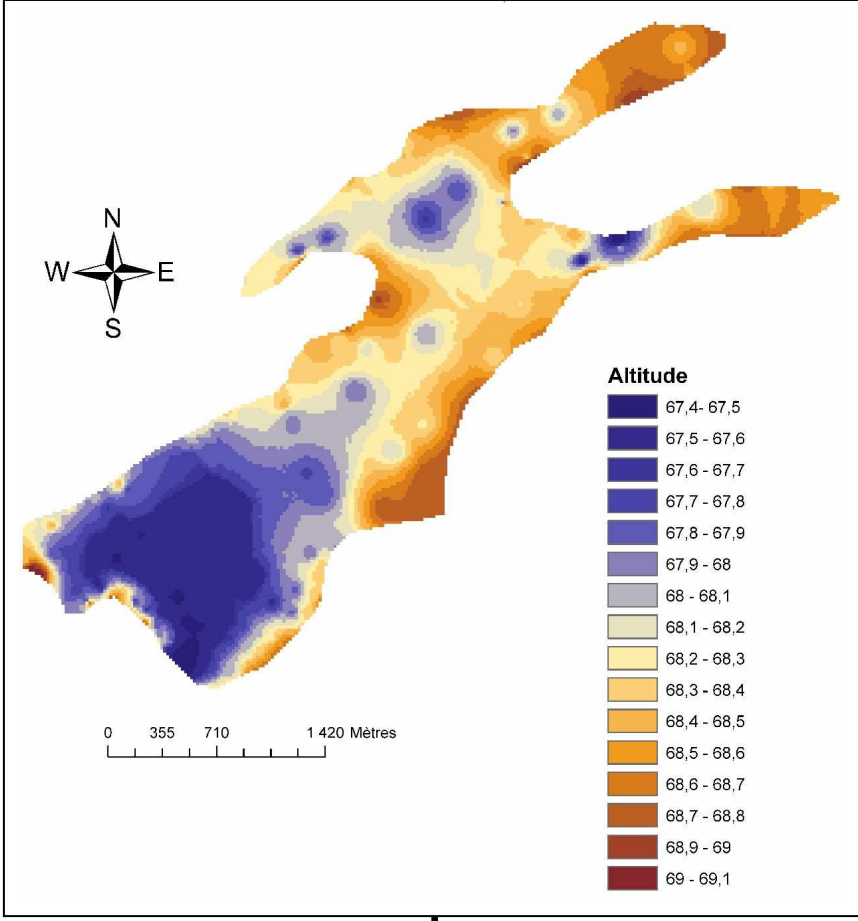 N
W E
S
Altitude
67,4- 67,5
67,5 - 67,6
67,6 - 67,7
67,7 - 67,8
67,8 - 67,9
67,9 - 68
68 - 68,1
68,1 - 68,2
68,2 - 68,3
68,3 - 68,4
68,4 - 68,5
68,5 - 68,6
68,6 - 68,7
68,7 - 68,8
68,9 - 69
69 - 69,1
0 355 710 1 420 Mètres